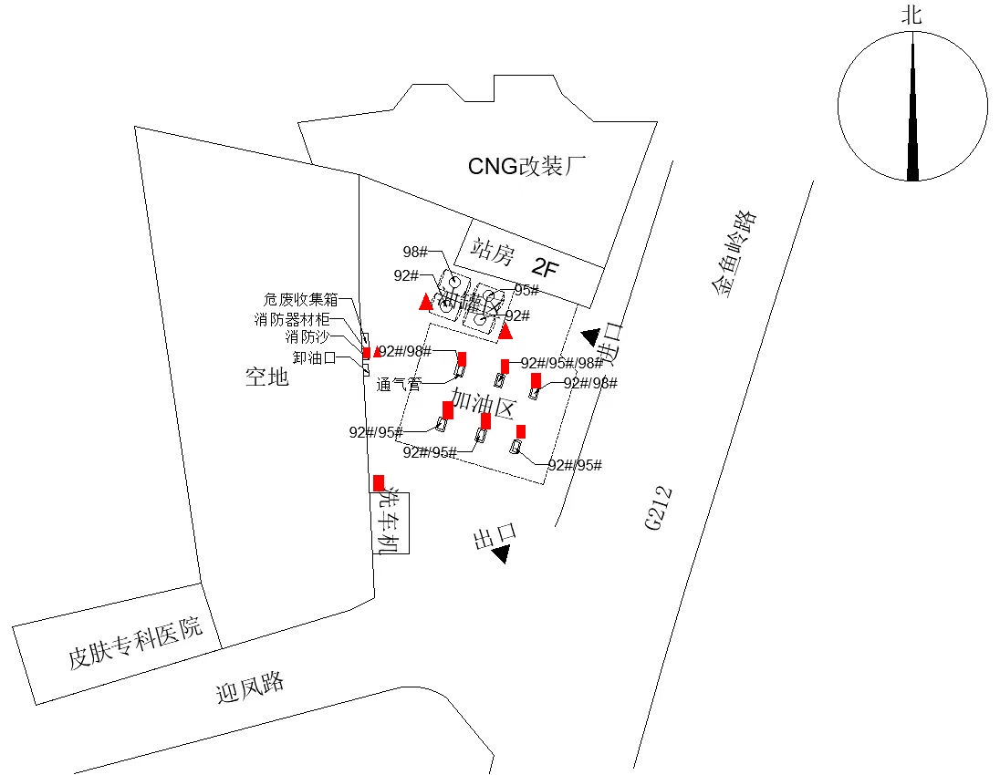 北
CNG改装厂
金鱼岭路
站房 2F
98#
92#
95#
油罐区
92#
危废收集箱
消防器材柜
消防沙
卸油口
进口
空地
92#/98#
92#/95#/98#
通气管
92#/98#
加油区
92#/95#
92#/95#
92#/95#
洗车机
G212
出口
皮肤专科医院
迎凤路